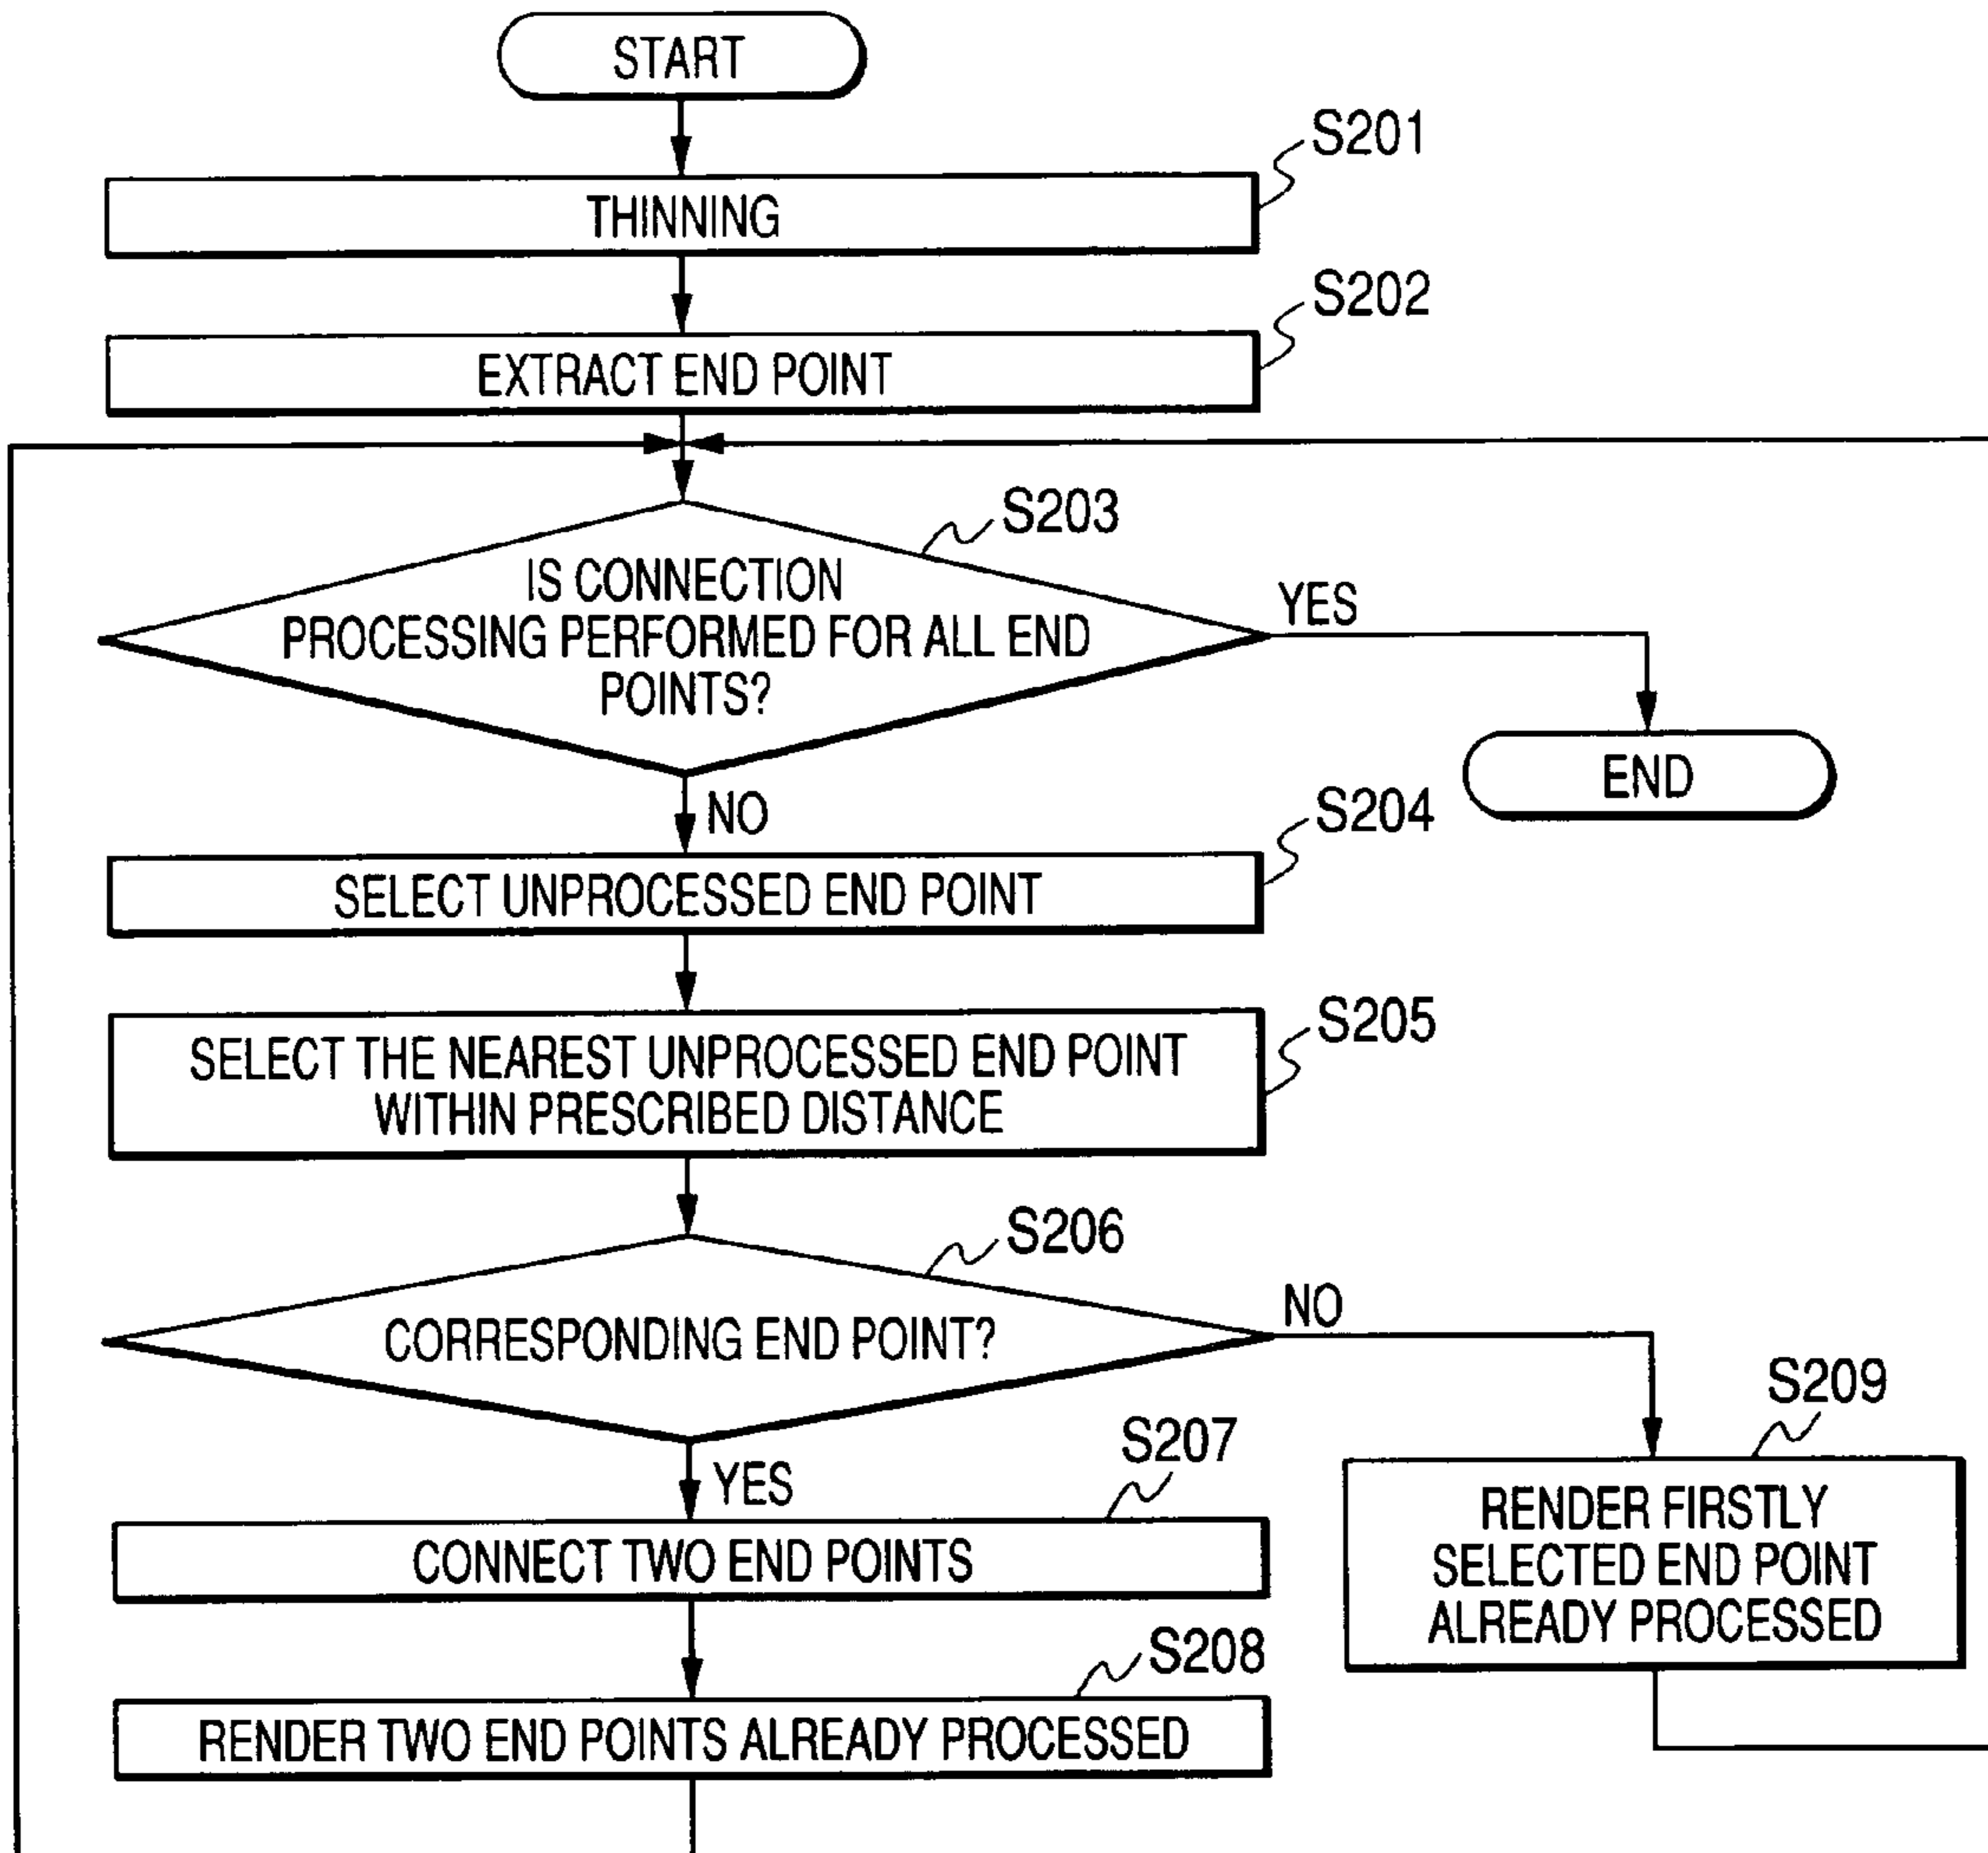 START
S201
THINNING
S202
EXTRACT END POINT
S203
IS CONNECTION
PROCESSING PERFORMED FOR ALL END
POINTS?
YES
END
NO
S204
SELECT UNPROCESSED END POINT
S205
SELECT THE NEAREST UNPROCESSED END POINT
WITHIN PRESCRIBED DISTANCE
S206
CORRESPONDING END POINT?
NO
S209
RENDER FIRSTLY
SELECTED END POINT
ALREADY PROCESSED
YES
S207
CONNECT TWO END POINTS
S208
RENDER TWO END POINTS ALREADY PROCESSED